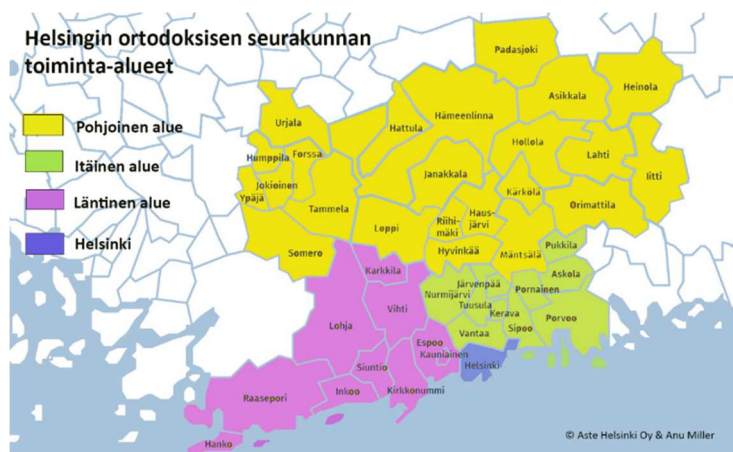 Helsingin ortodoksisen seurakunnan
toiminta-alueet
Pohjoinen alue
Itäinen alue
Läntinen alue
Helsinki
Padasjoki
Heinola
Asikkala
Hämeenlinna
Urjala
Hattula
Hollola
Lahti
Humppila
Forssa
Iitti
Janakkala
Jokioinen
Kärkölä
Ypäjä
Orimattila
Tammela
Loppi
Riihi-
mäki
Haus-
järvi
Pukkila
Somero
Hyvinkää
Mäntsälä
Karkkila
Askola
Järvenpää
Pornainen
Nurmijärvi
Tuusula
Vihti
Kerava
Porvoo
Lohja
Vantaa
Sipoo
Espoo
Kauniainen
Siuntio
Helsinki
Raasepori
Inkoo
Kirkkonummi
Hanko
© Aste Helsinki Oy & Anu Miller